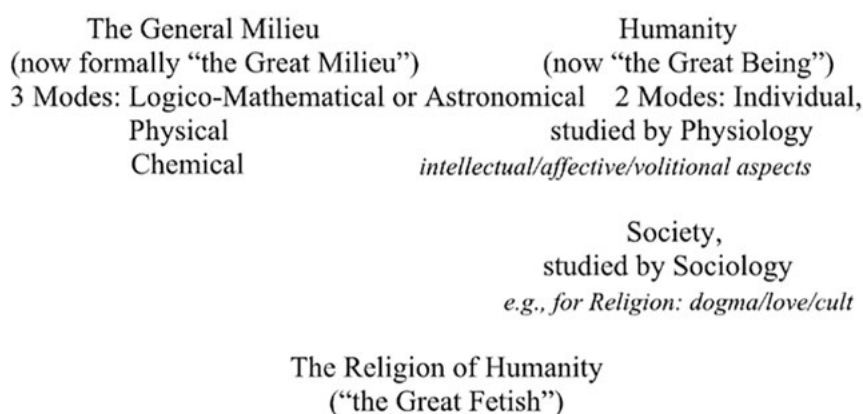 The General Milieu
(now formally “the Great Milieu”)
3 Modes: Logico-Mathematical or Astronomical
Physical
Chemical
Humanity
(now “the Great Being”)
2 Modes: Individual,
studied by Physiology
intellectual/affective/volitional aspects
Society,
studied by Sociology
e.g., for Religion: dogma/love/cult
The Religion of Humanity
(“the Great Fetish”)